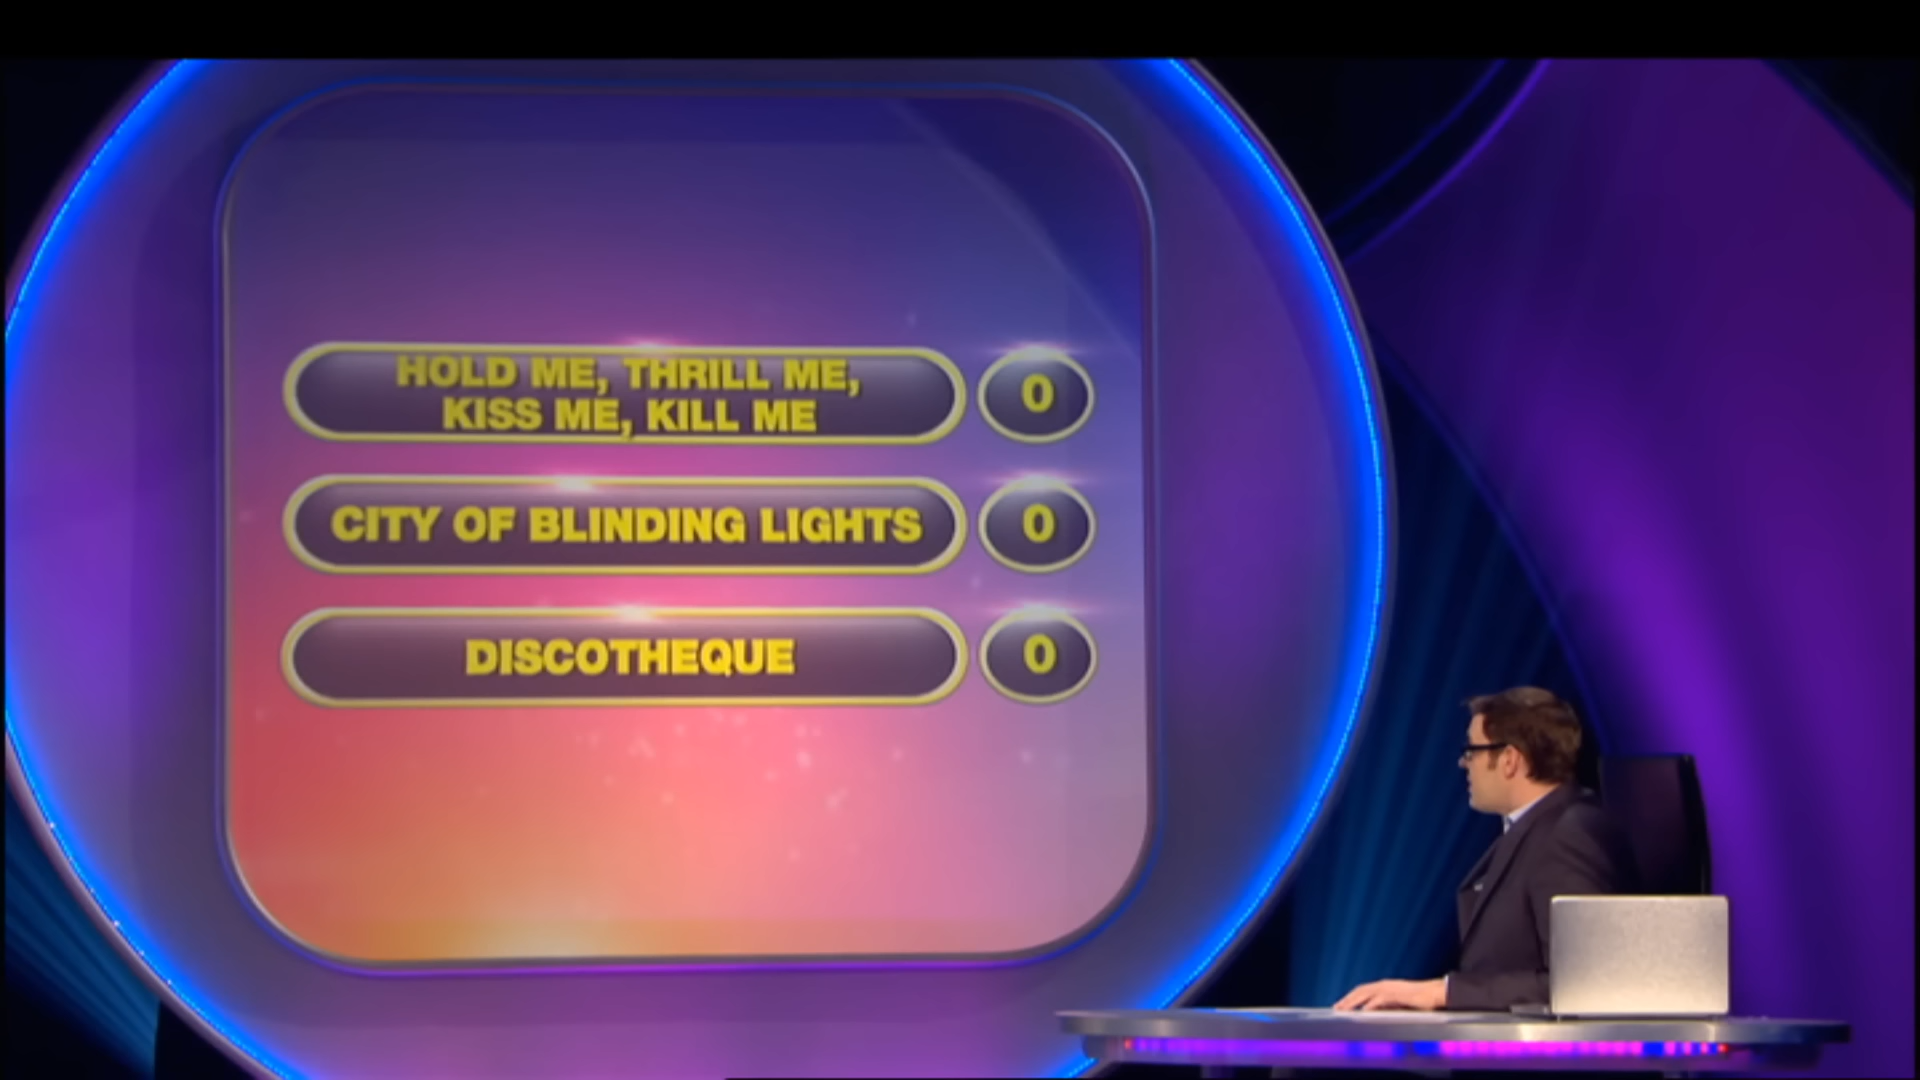 HOLD ME, THRILL ME,
KISS ME, KILL ME
0
CITY OF BLINDING LIGHTS
0
DISCOTHEQUE
0